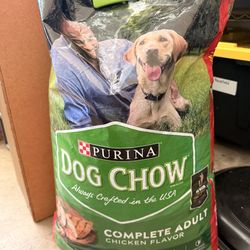 PURINA
DOG CHOW
Always Crafted in the USA
COMPLETE ADULT
CHICKEN FLAVOR